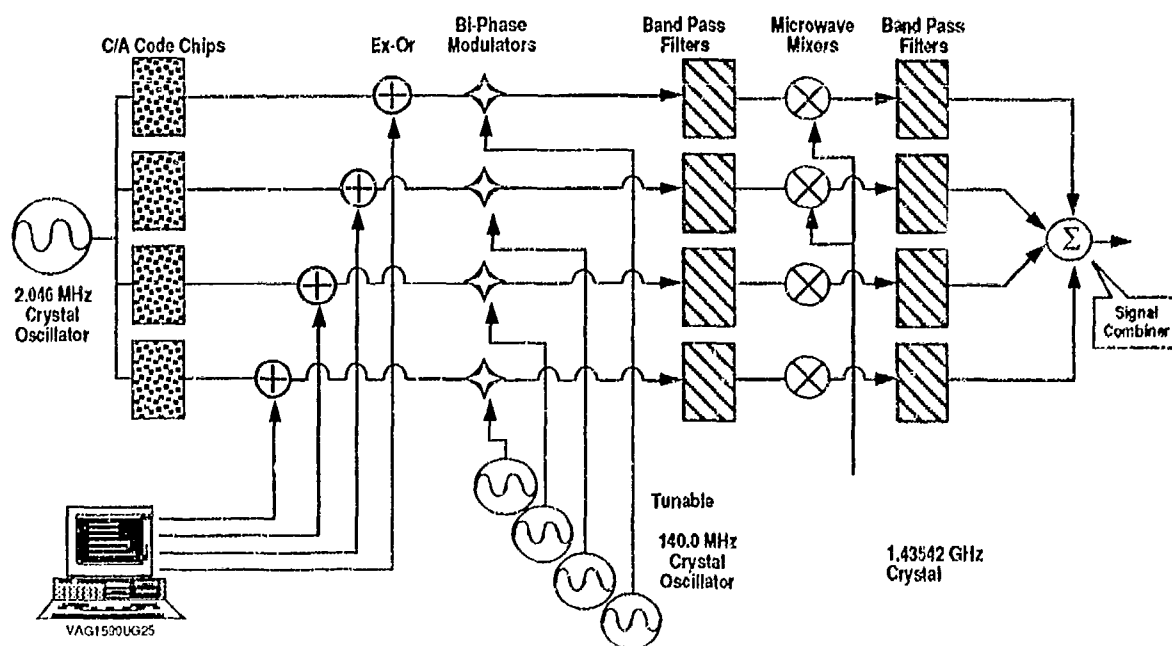 C/A Code Chips
Ex-Or
Bi-Phase
Modulators
Band Pass
Filters
Microwave
Mixers
Band Pass
Filters
2.046 MHz
Crystal
Oscillator
Σ
Signal
Combiner
Tunable
140.0 MHz
Crystal
Oscillator
1.43542 GHz
Crystal
VAG1590UG25